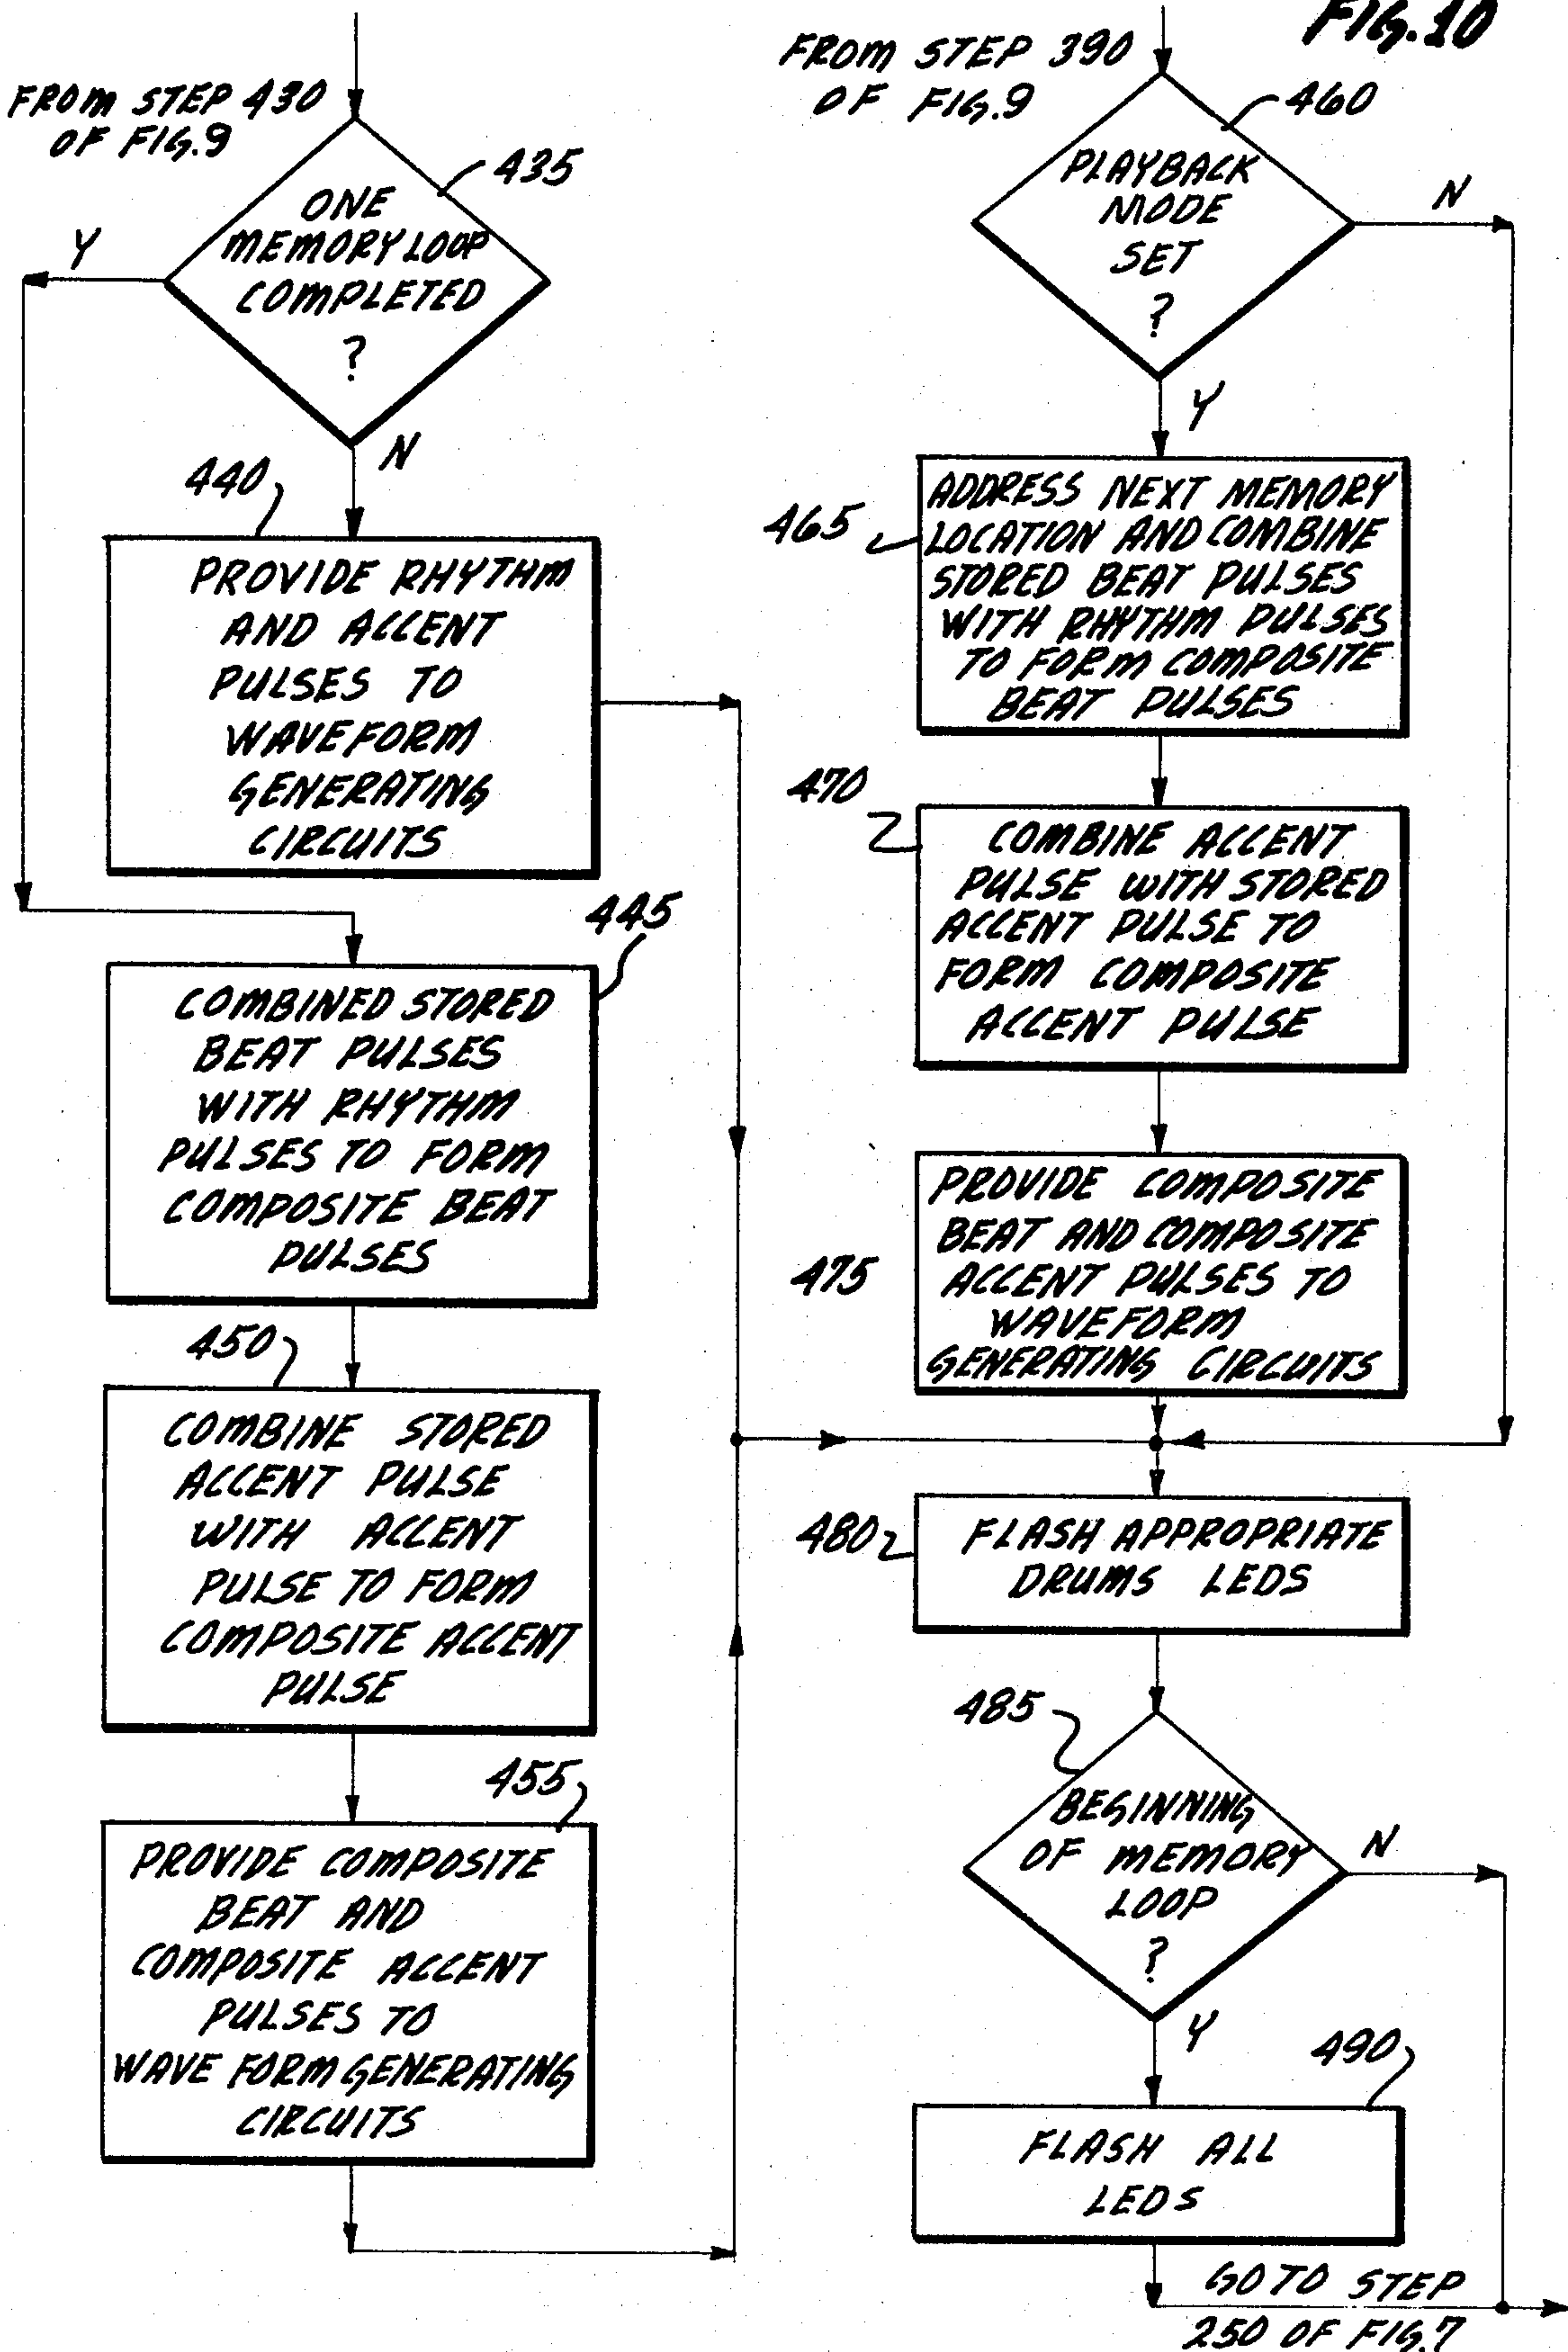 FIG. 10
FROM STEP 430
OF FIG. 9
435
ONE
MEMORY LOOP
COMPLETED
?
Y
N
440
PROVIDE RHYTHM
AND ACCENT
PULSES TO
WAVEFORM
GENERATING
CIRCUITS
445
COMBINED STORED
BEAT PULSES
WITH RHYTHM
PULSES TO FORM
COMPOSITE BEAT
PULSES
450
COMBINE STORED
ACCENT PULSE
WITH ACCENT
PULSE TO FORM
COMPOSITE ACCENT
PULSE
455
PROVIDE COMPOSITE
BEAT AND
COMPOSITE ACCENT
PULSES TO
WAVE FORM GENERATING
CIRCUITS
FROM STEP 390
OF FIG. 9
460
PLAYBACK
MODE
SET
?
N
Y
465
ADDRESS NEXT MEMORY
LOCATION AND COMBINE
STORED BEAT PULSES
WITH RHYTHM PULSES
TO FORM COMPOSITE
BEAT PULSES
470
COMBINE ACCENT
PULSE WITH STORED
ACCENT PULSE TO
FORM COMPOSITE
ACCENT PULSE
475
PROVIDE COMPOSITE
BEAT AND COMPOSITE
ACCENT PULSES TO
WAVEFORM
GENERATING CIRCUITS
480
FLASH APPROPRIATE
DRUMS LEDS
485
BEGINNING
OF MEMORY
LOOP
?
N
Y
490
FLASH ALL
LEDS
GO TO STEP
250 OF FIG. 7